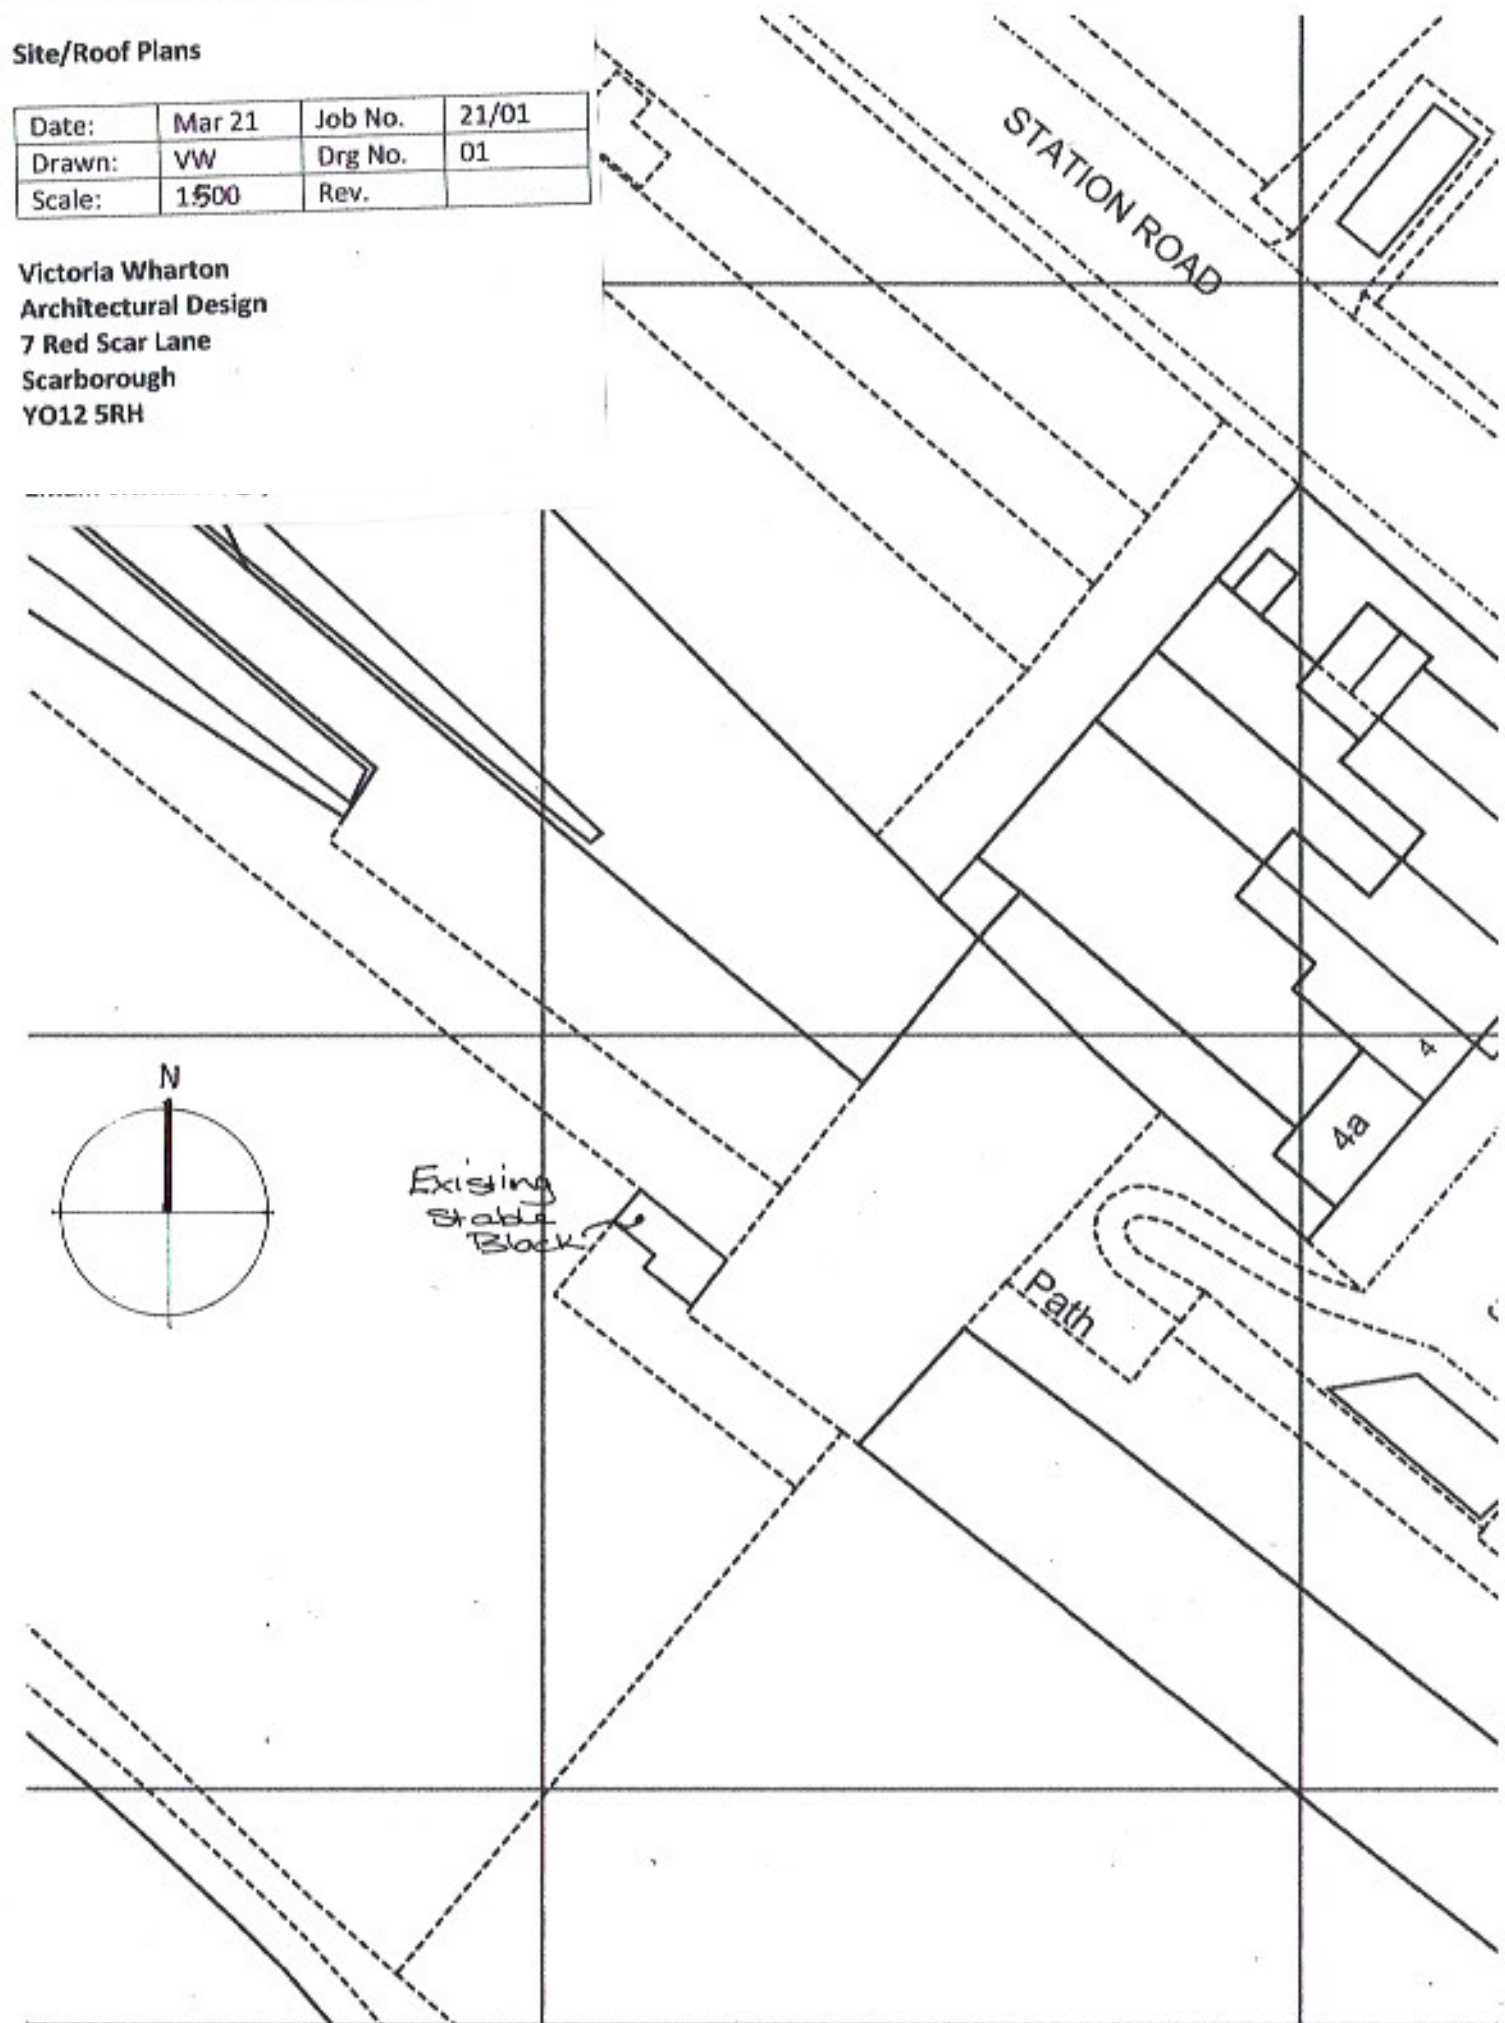 Site/Roof Plans
Date: Mar 21 Job No. 21/01
Drawn: VW Drg No. 01
Scale: 1:500 Rev.
Victoria Wharton
Architectural Design
7 Red Scar Lane
Scarborough
YO12 5RH
STATION ROAD
N
Existing
Stable
Block
4
4a
Path